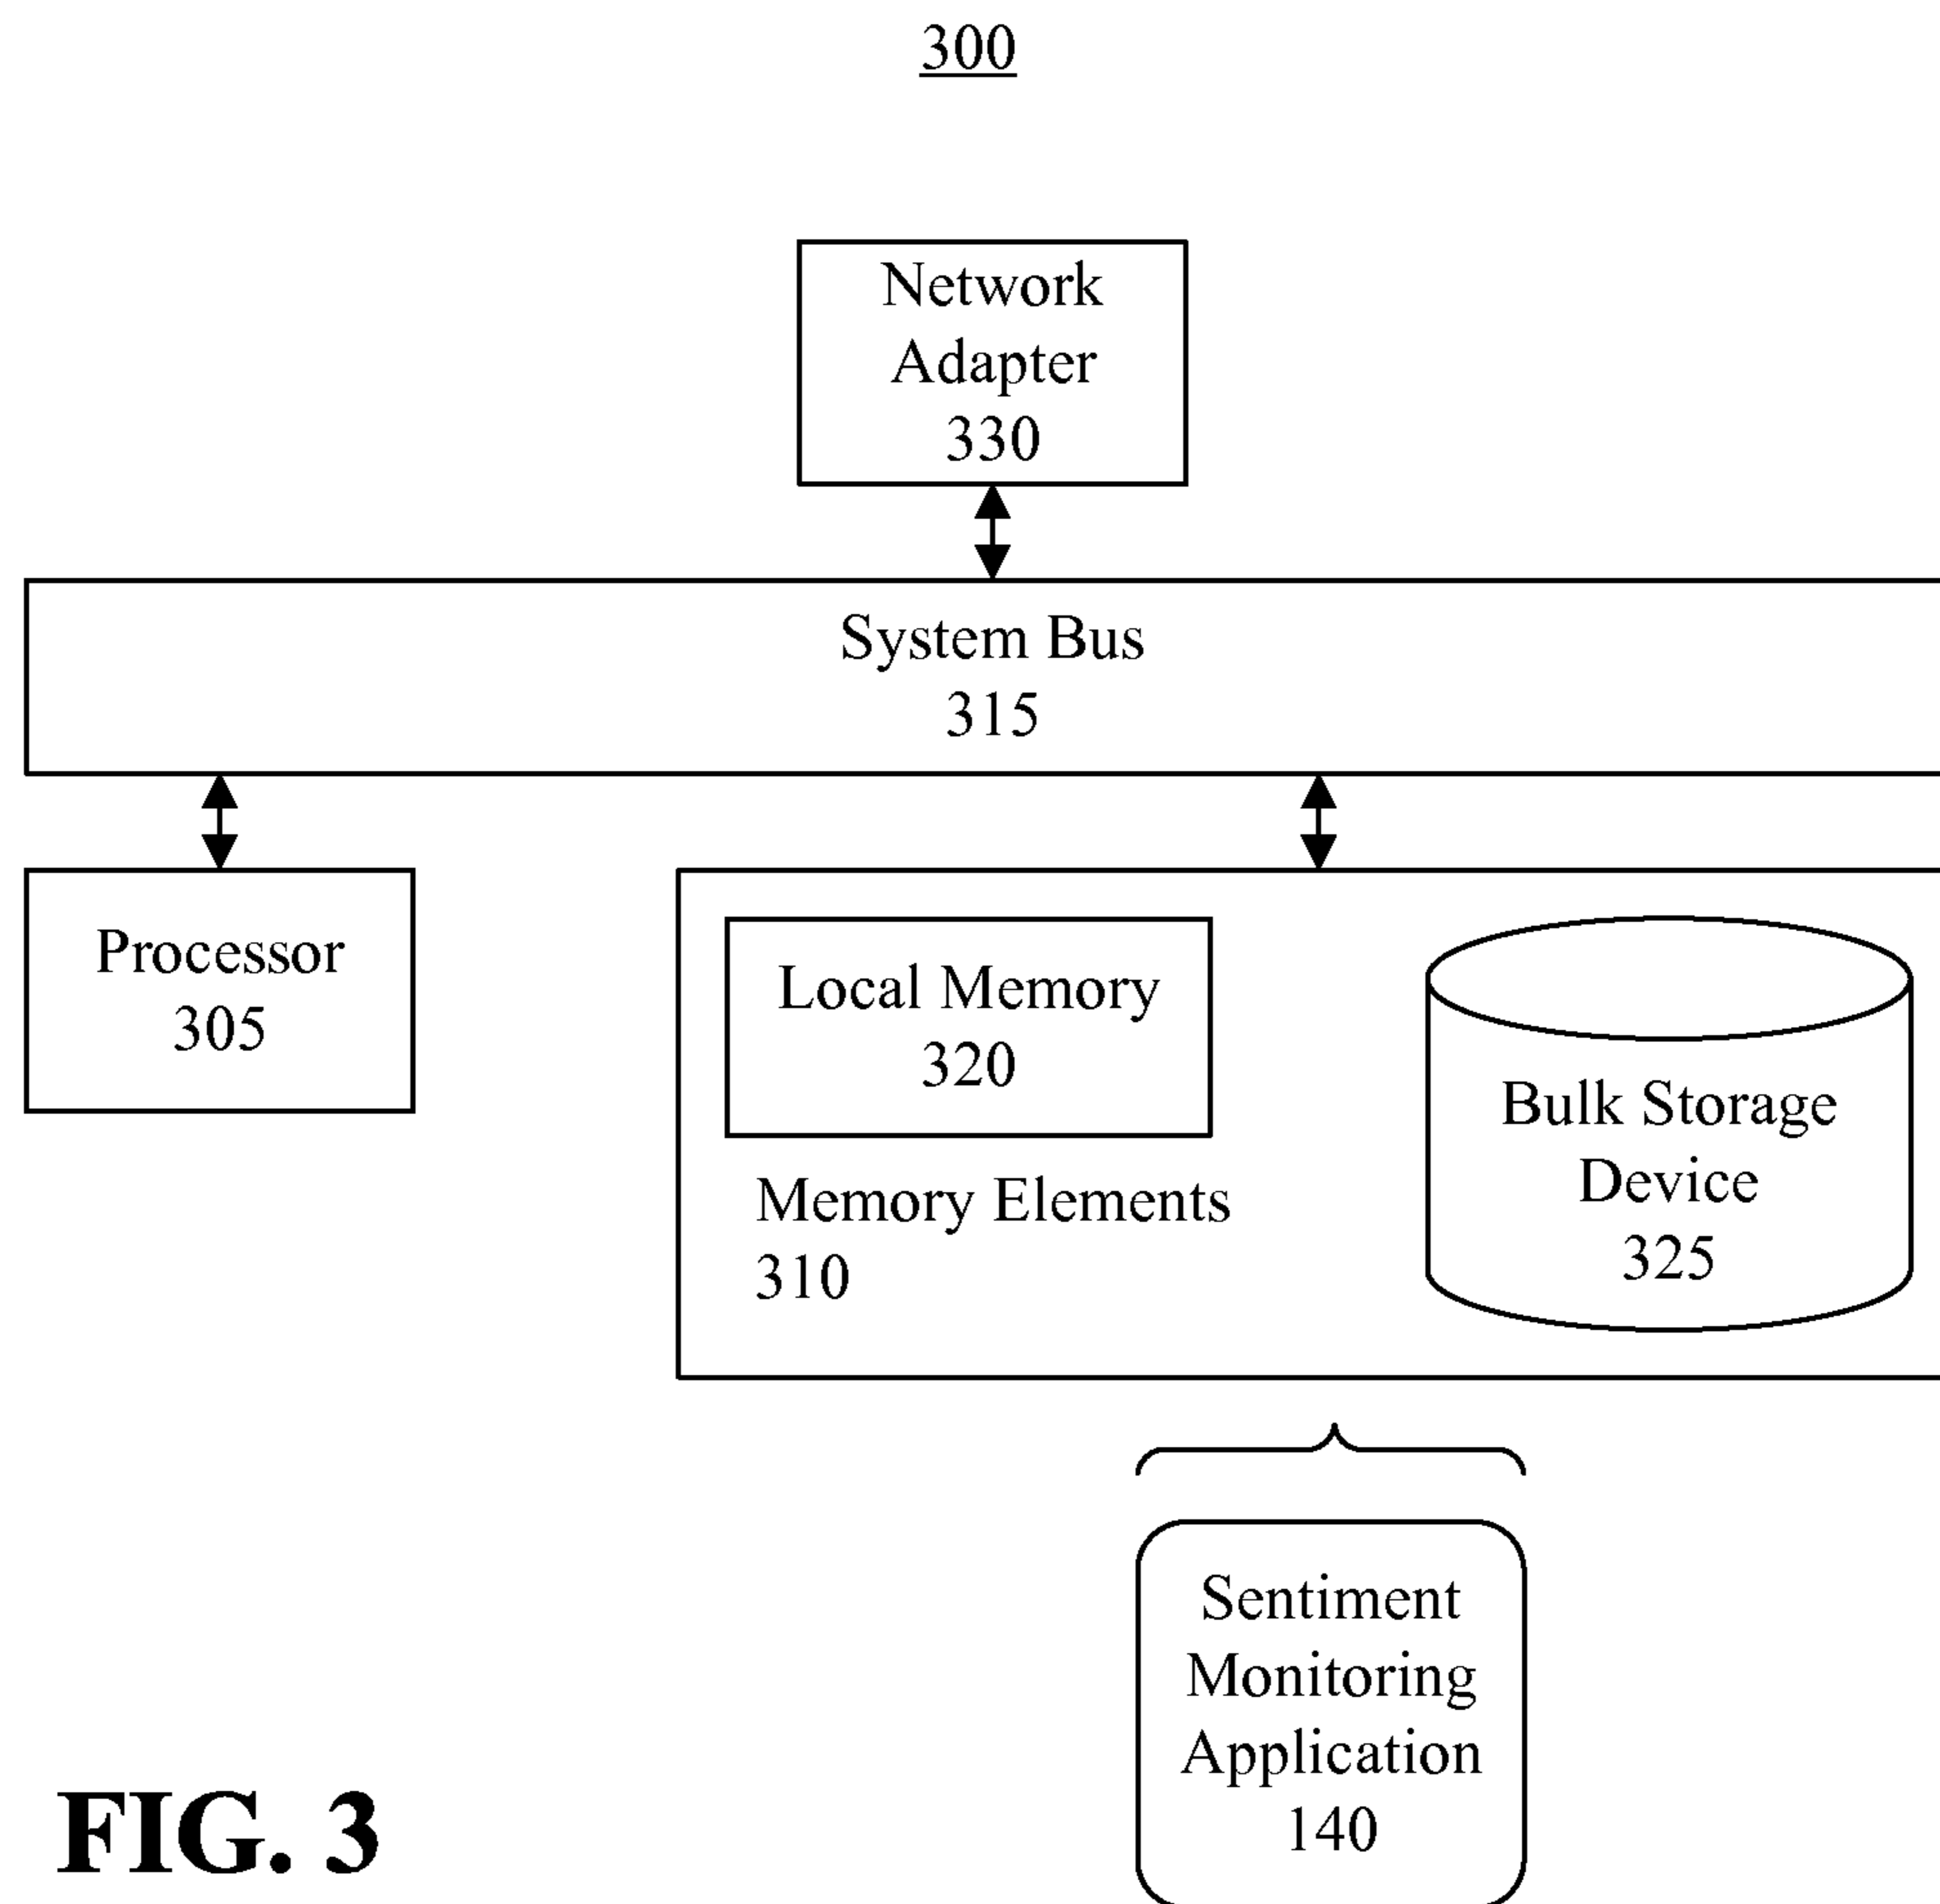 300
Network
Adapter
330
System Bus
315
Processor
305
Local Memory
320
Memory Elements
310
Bulk Storage
Device
325
Sentiment
Monitoring
Application
140
FIG. 3